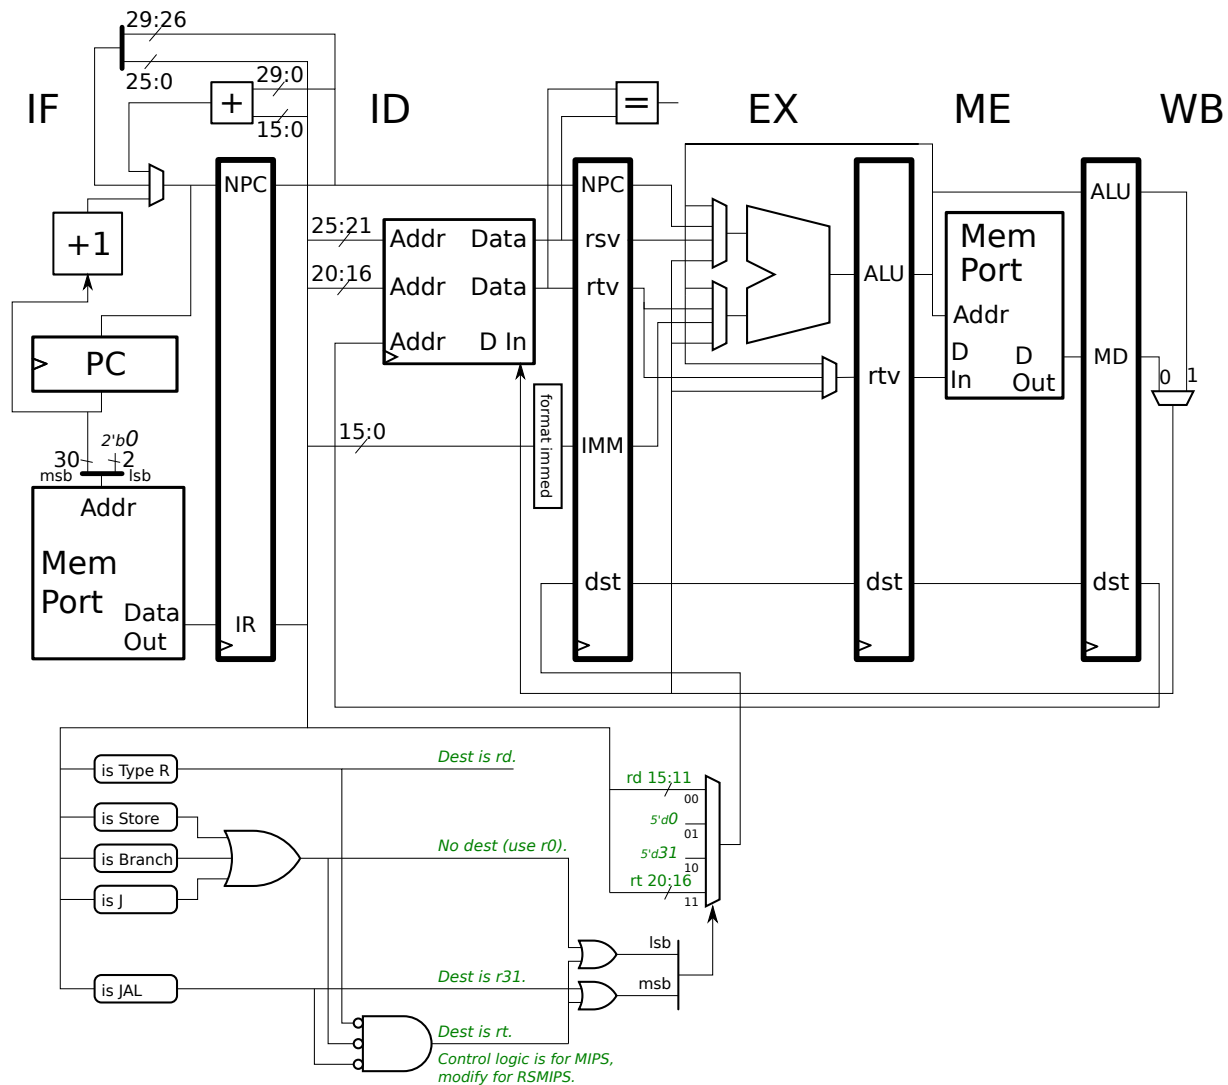 29:26
25:0
29:0
15:0
IF
ID
EX
ME
WB
+
=
NPC
NPC
ALU
+1
25:21
20:16
Addr
Data
Addr
Data
Addr
D In
rsv
rtv
ALU
Mem
Port
Addr
D
In
D
Out
PC
rtv
MD
0
1
2'b0
30
2
msb
lsb
15:0
format immed
IMM
Addr
Mem
Port
Data
Out
IR
dst
dst
dst
is Type R
Dest is rd.
rd 15:11
00
is Store
5'd0
01
is Branch
No dest (use r0).
5'd31
10
is J
rt 20:16
11
lsb
is JAL
Dest is r31.
msb
Dest is rt.
Control logic is for MIPS,
modify for RSMIPS.